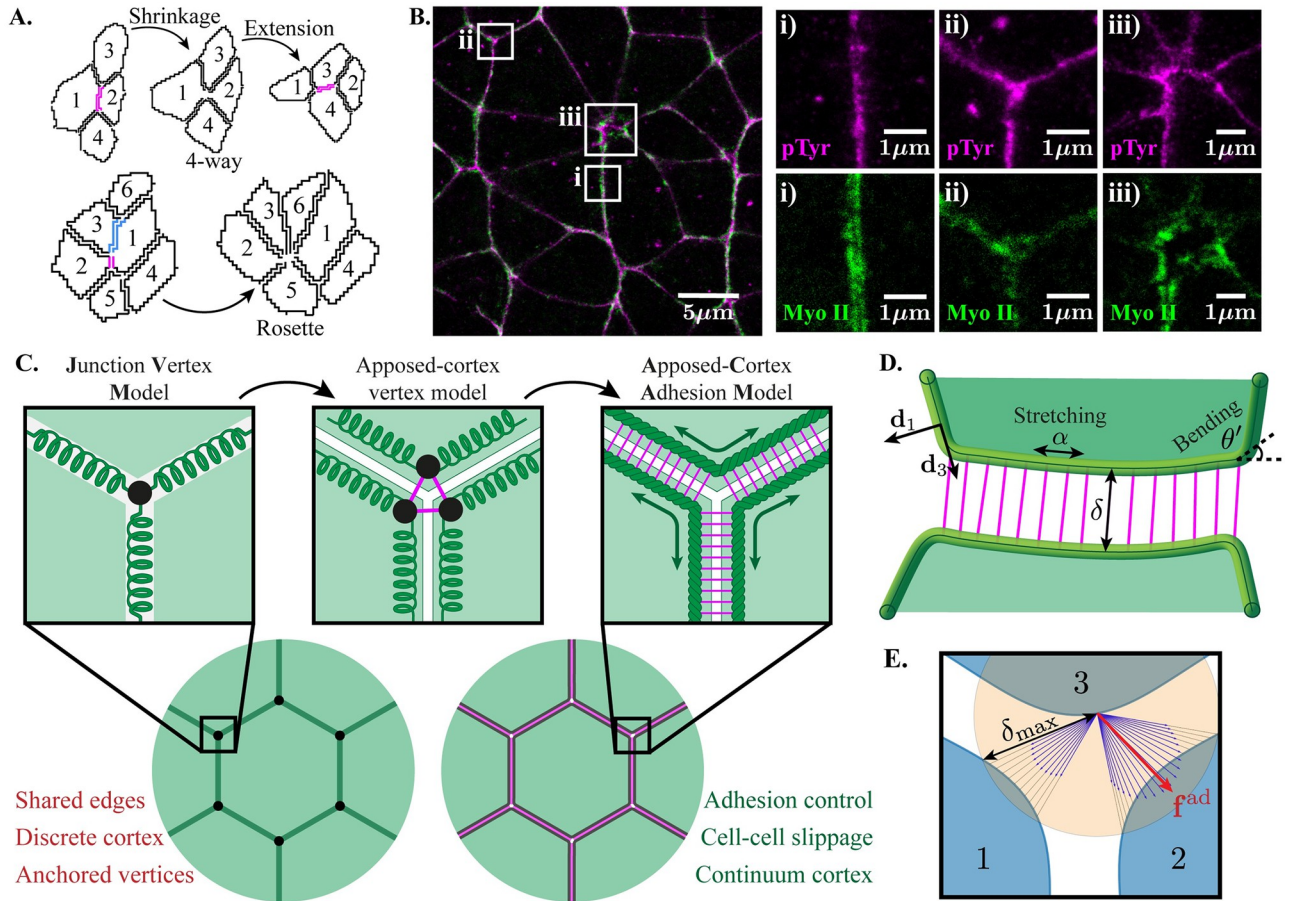 A.
Shrinkage
Extension
3
1
2
4
3
1
2
4
4-way
3
1
2
4
6
3
1
2
4
5
3
6
1
2
4
5
Rosette
B.
ii
iii
i
5μm
i)
pTyr
1μm
ii)
pTyr
1μm
iii)
pTyr
1μm
i)
Myo II
1μm
ii)
Myo II
1μm
iii)
Myo II
1μm
C.
Junction Vertex
Model
Apposed-cortex
vertex model
Apposed-Cortex
Adhesion Model
Shared edges
Discrete cortex
Anchored vertices
Adhesion control
Cell-cell slippage
Continuum cortex
D.
d₁
d₃
Stretching
α
Bending
θ′
δ
E.
3
δmax
f^ad
1
2